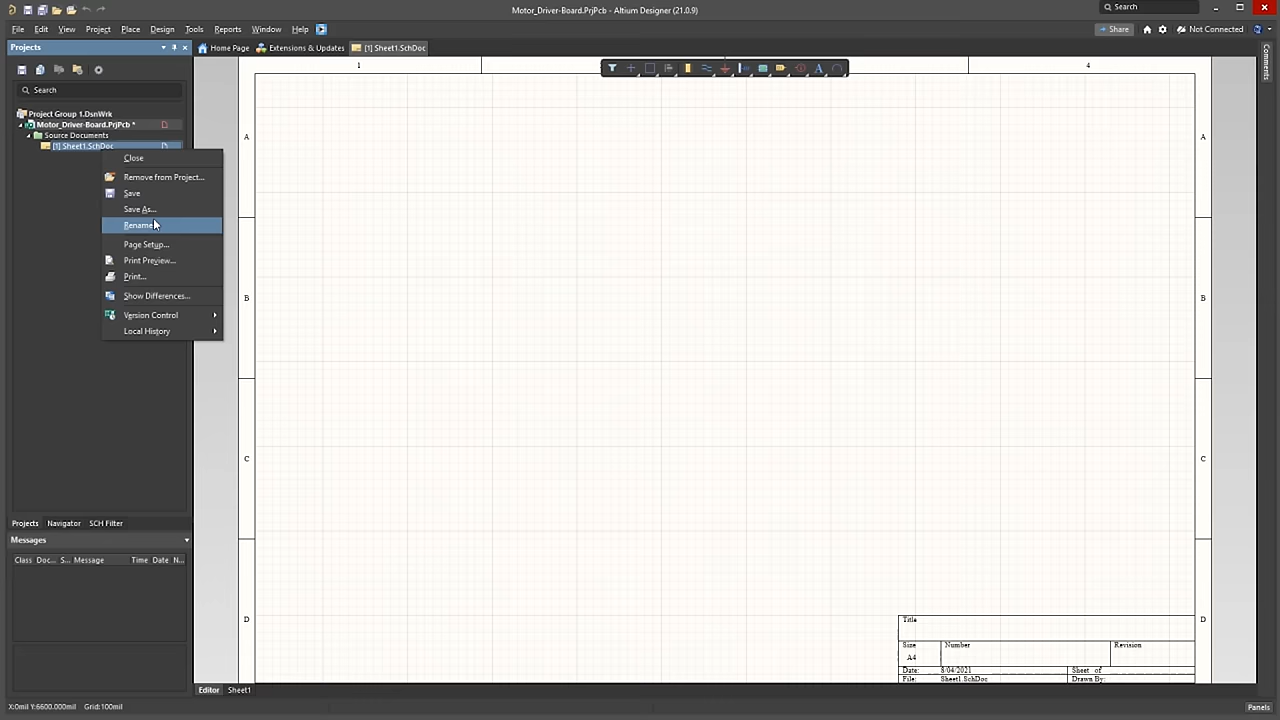 Motor_Driver-Board.PrjPcb - Altium Designer (21.0.9)
Search
File Edit View Project Place Design Tools Reports Window Help
Share
Not Connected
Projects
Home Page
Extensions & Updates
[1] Sheet1.SchDoc
Comments
Search
Project Group 1.DsnWrk
Motor_Driver-Board.PrjPcb *
Source Documents
[1] Sheet1.SchDoc
Close
Remove from Project...
Save
Save As...
Rename
Page Setup...
Print Preview...
Print...
Show Differences...
Version Control
Local History
1
4
A
A
B
B
C
C
D
D
Title
Size
Number
Revision
A4
Date: 8/04/2021
Sheet of
File: Sheet1.SchDoc
Drawn By:
Projects Navigator SCH Filter
Messages
Class Doc... S... Message Time Date N...
Editor Sheet1
X:0mil Y:6600.000mil Grid:100mil
Panels